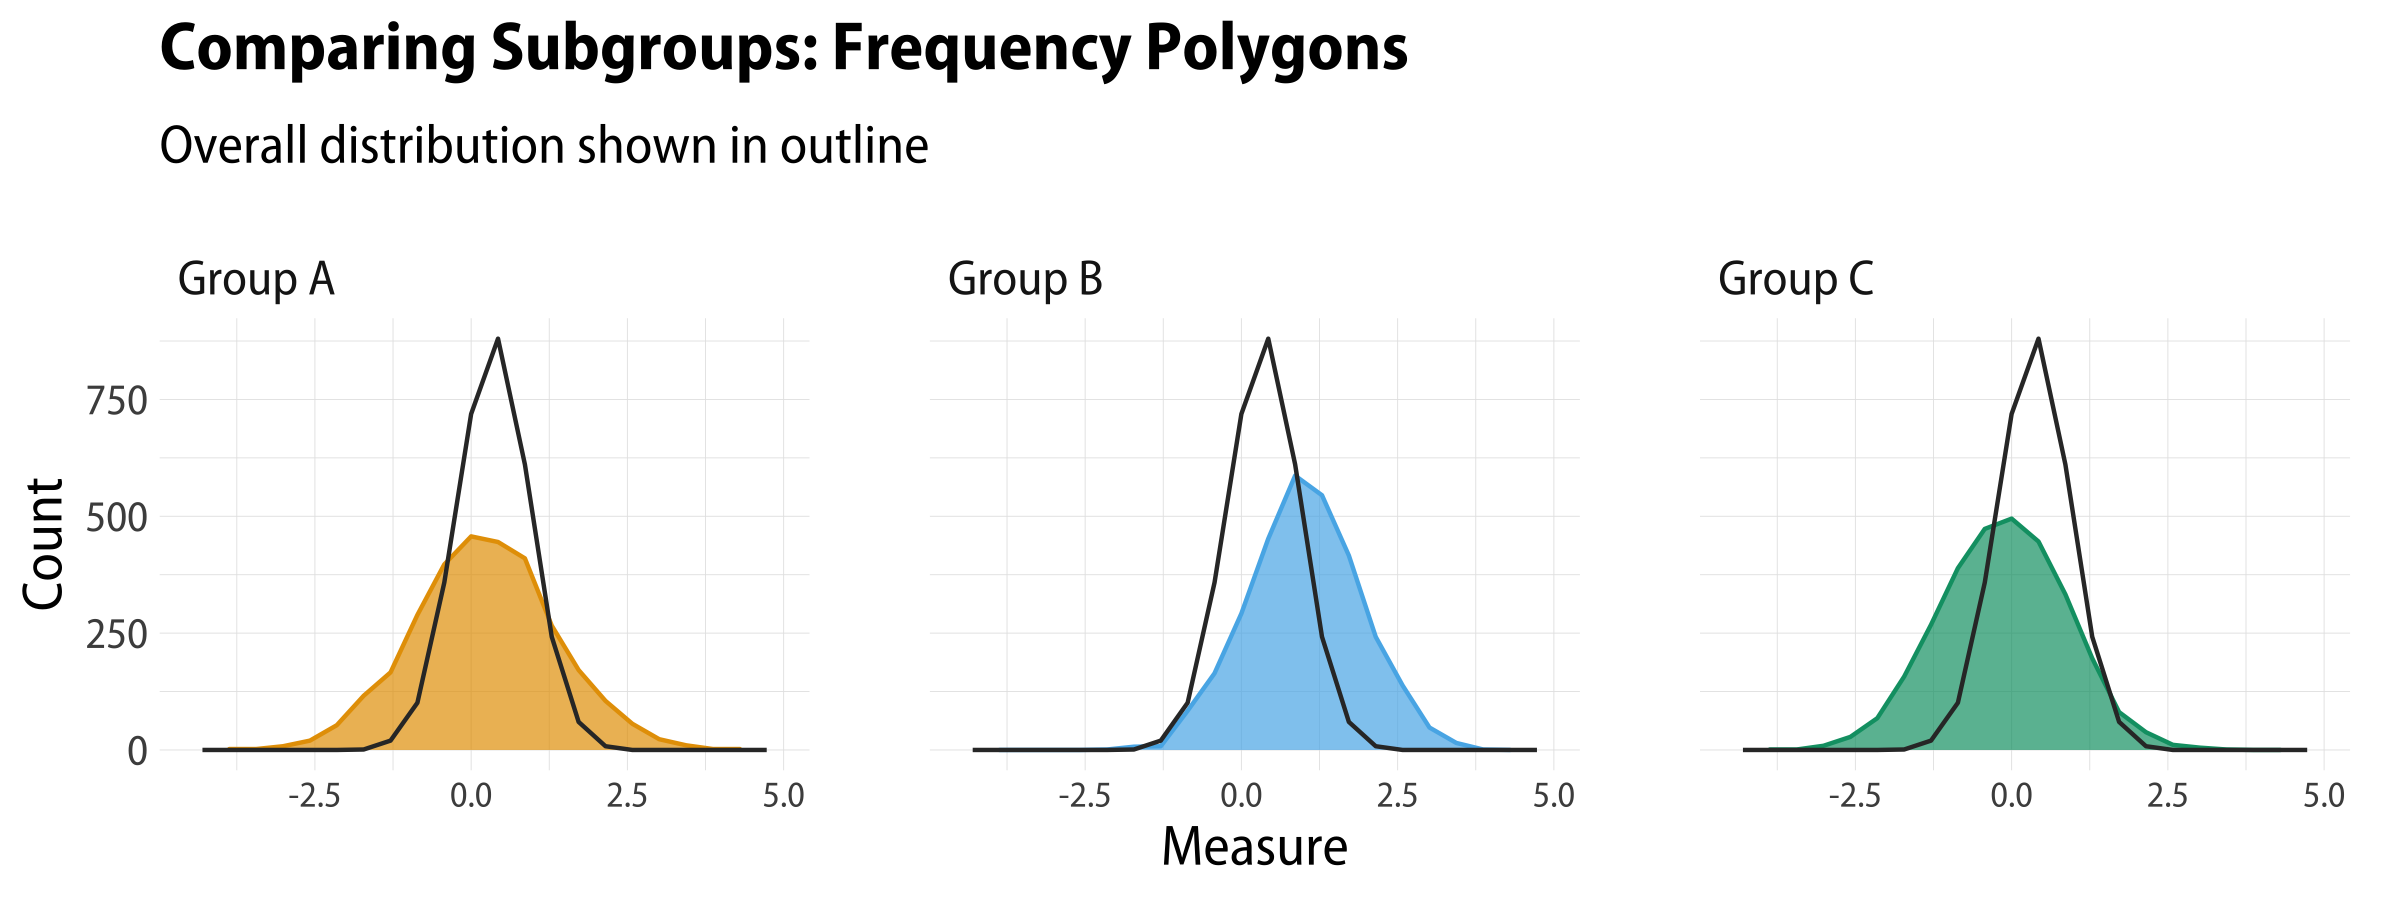 Comparing Subgroups: Frequency Polygons
Overall distribution shown in outline
Group A
Group B
Group C
Count
750
500
250
0
-2.5 0.0 2.5 5.0
-2.5 0.0 2.5 5.0
-2.5 0.0 2.5 5.0
Measure